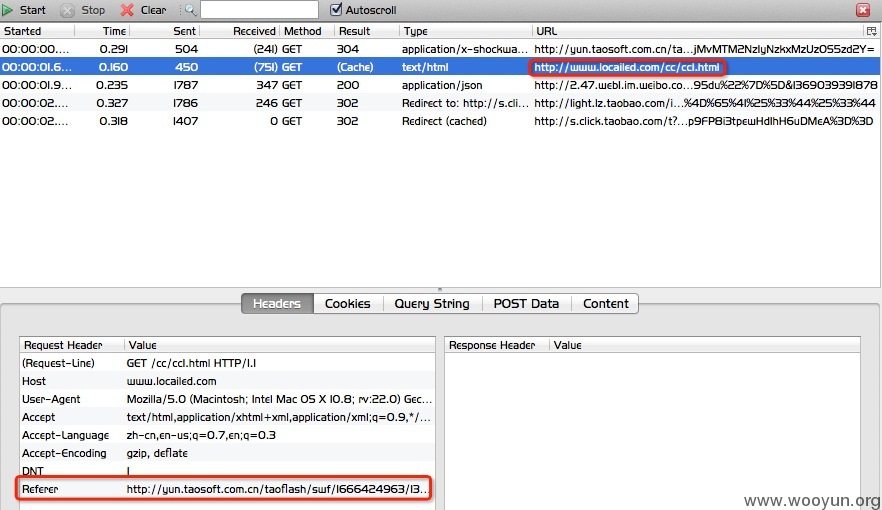 Start Stop Clear Autoscroll
Started Time Sent Received Method Result Type URL
00:00:00.... 0.291 504 (241) GET 304 application/x-shockwa... http://yun.taosoft.com.cn/ta...jMvMTM2NzIyNzkxMzUzOS5zd2Y=
00:00:01.6... 0.160 450 (751) GET (Cache) text/html http://www.locailed.com/cc/cc1.html
00:00:01.9... 0.235 1787 347 GET 200 application/json http://2.47.web1.im.weibo.co...95du%22%7D%5D&1369039391878
00:00:02.... 0.327 1786 246 GET 302 Redirect to: http://s.cli... http://light.lz.taobao.com/i...%4D%65%41%25%33%44%25%33%44
00:00:02.... 0.318 1407 0 GET 302 Redirect (cached) http://s.click.taobao.com/t?...p9FP8i3tpewHd1hH6uDMeA%3D%3D
Headers Cookies Query String POST Data Content
Request Header Value Response Header Value
(Request-Line) GET /cc/cc1.html HTTP/1.1
Host www.locailed.com
User-Agent Mozilla/5.0 (Macintosh; Intel Mac OS X 10.8; rv:22.0) Gec...
Accept text/html,application/xhtml+xml,application/xml;q=0.9,*/...
Accept-Language zh-cn,en-us;q=0.7,en;q=0.3
Accept-Encoding gzip, deflate
DNT 1
Referer http://yun.taosoft.com.cn/taoflash/swf/1666424963/13...
www.wooyun.org